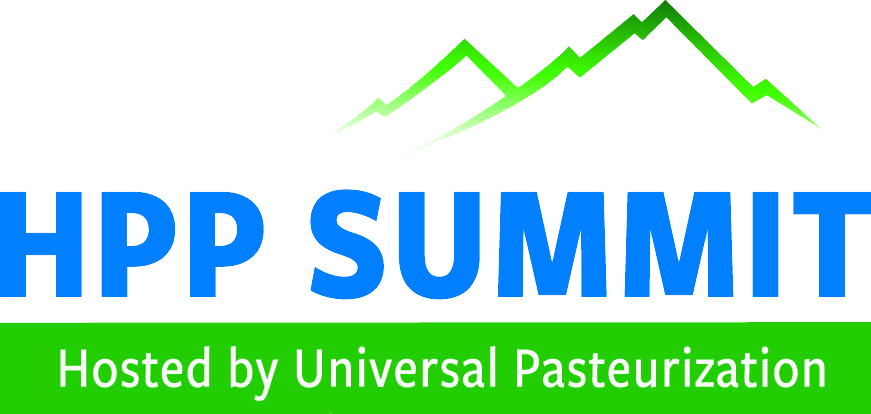 HPP SUMMIT
Hosted by Universal Pasteurization